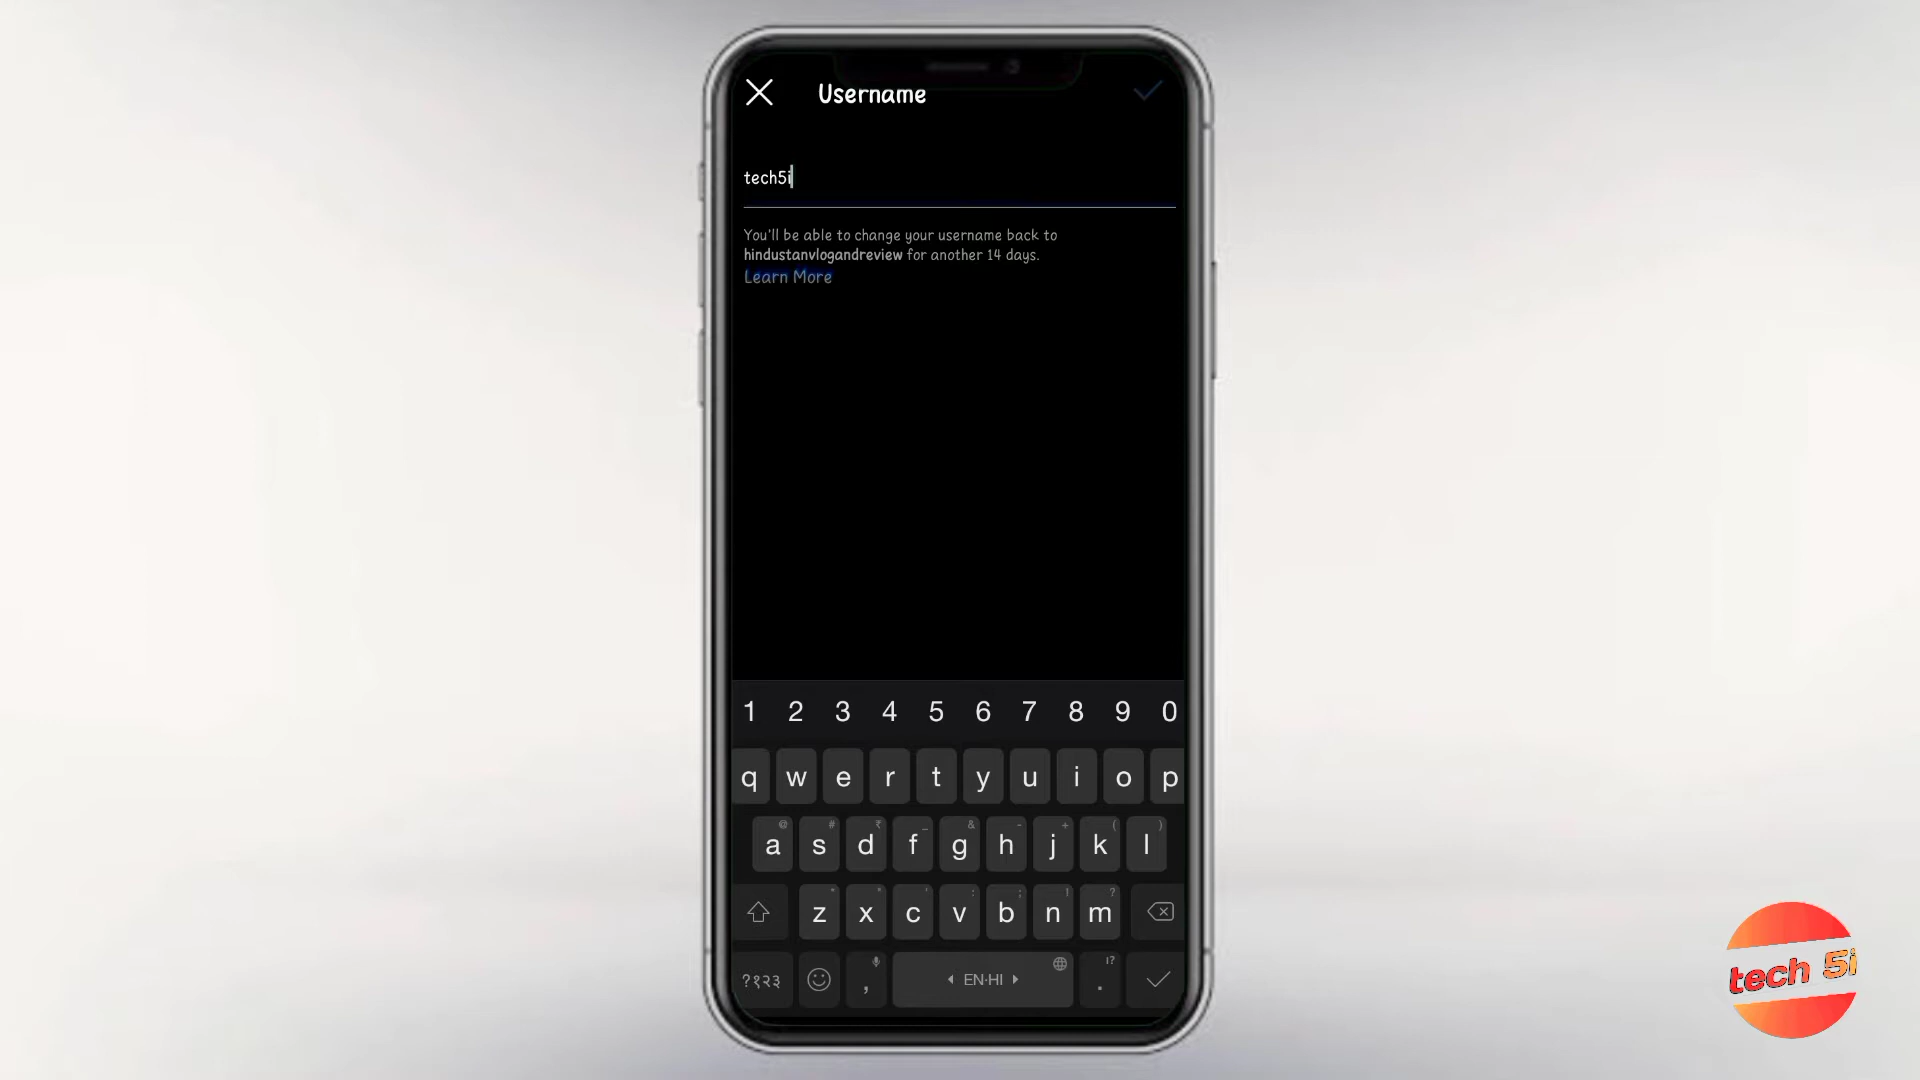 Username
tech5i
You'll be able to change your username back to
hindustanvlogandreview for another 14 days.
Learn More
1 2 3 4 5 6 7 8 9 0
q w e r t y u i o p
@ # ₹ _ & - + ( )
a s d f g h j k l
z x c v b n m
?१२३ , EN·HI .
tech 5i